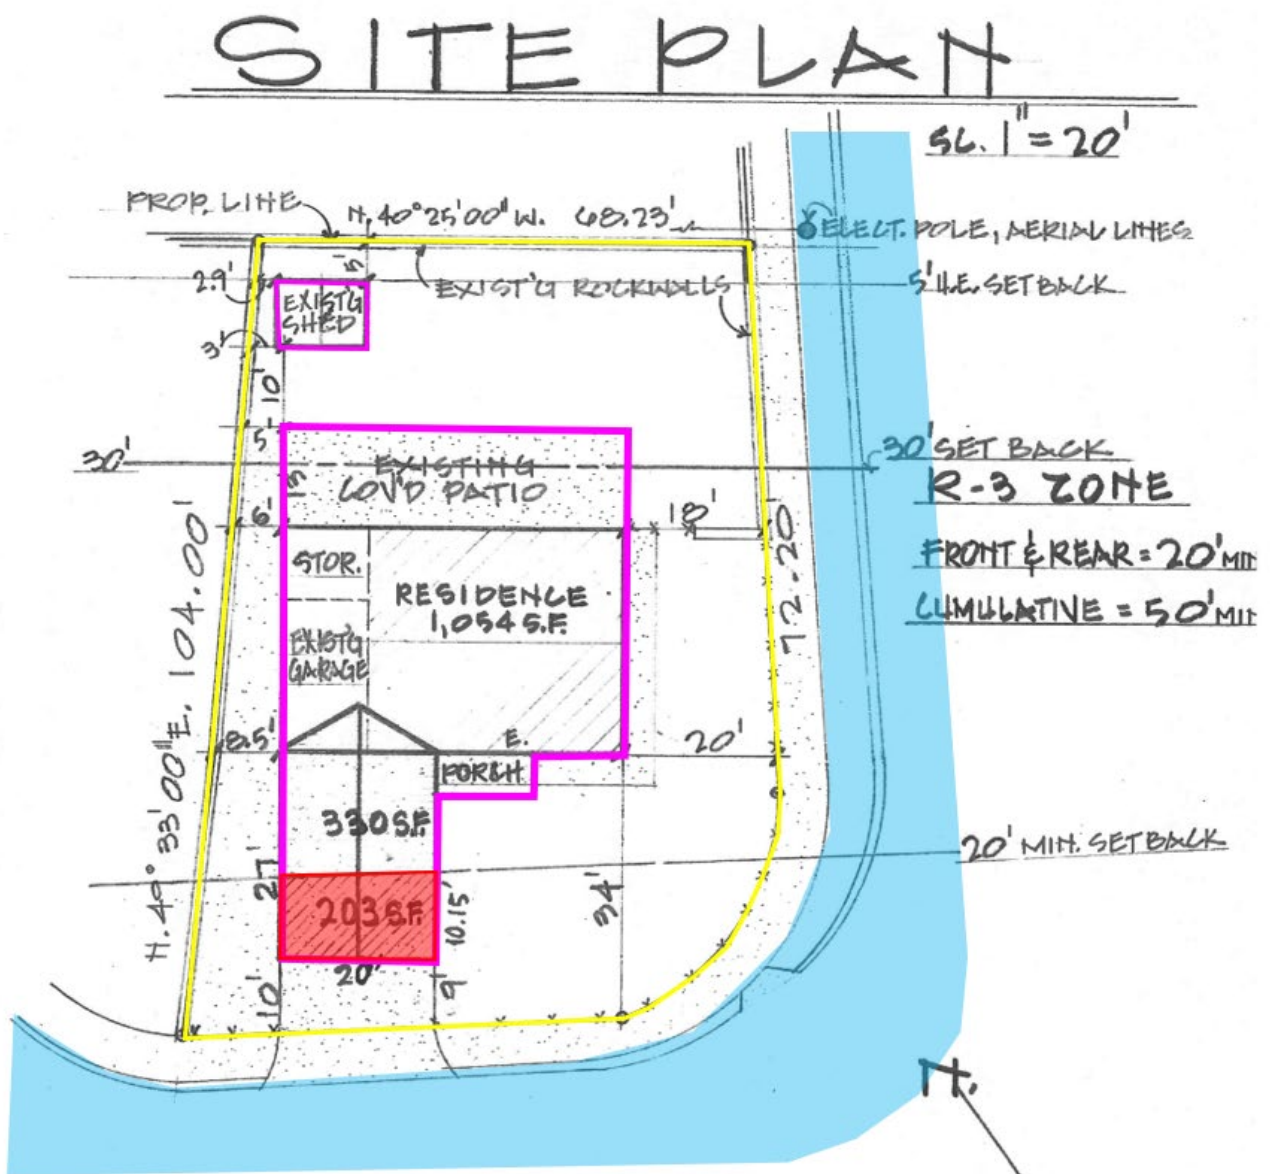 SITE PLAN
SC. 1" = 20'
PROP. LINE
N. 40° 25' 00" W. 68.23'
ELECT. POLE, AERIAL LINES
2.9'
5'
EXIST'G ROCKWALLS
5' U.E. SETBACK
EXIST'G
SHED
3'
10'
5'
30'
30' SET BACK
EXISTING
COV'D PATIO
13'
R-3 ZONE
6'
18'
FRONT & REAR = 20' MIN
STOR.
RESIDENCE
1,054 S.F.
CUMULATIVE = 50' MIN
EXIST'G
GARAGE
72.20'
N. 49° 33' 00" E. 104.00'
8.5'
E.
20'
PORCH
330 S.F.
20' MIN. SETBACK
27'
203 S.F.
10.15'
34'
20'
10'
9'
N.